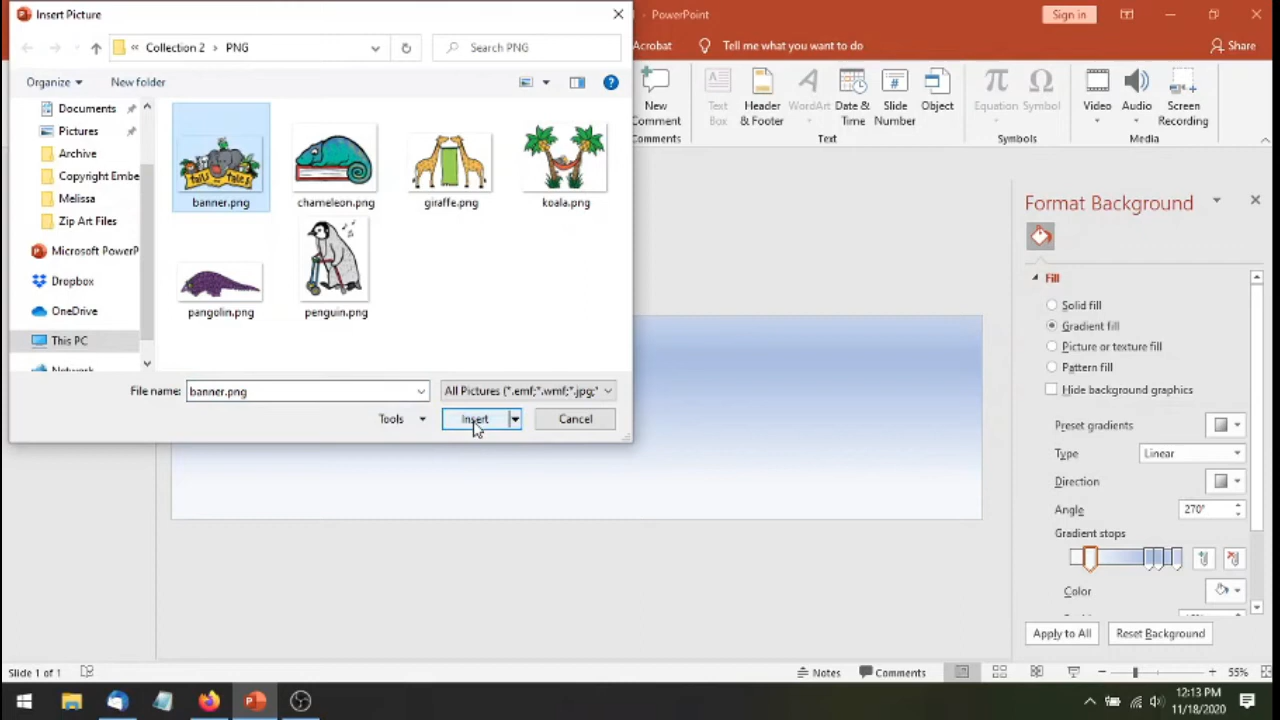 Insert Picture
PowerPoint
Sign in
« Collection 2 › PNG
Search PNG
Acrobat
Tell me what you want to do
Share
Organize
New folder
New
Comment
Text
Box
Header
& Footer
WordArt
Date &
Time
Slide
Number
Object
Equation
Symbol
Video
Audio
Screen
Recording
omments
Text
Symbols
Media
Documents
Pictures
Archive
Copyright Embe
Melissa
Zip Art Files
Microsoft PowerP
Dropbox
OneDrive
This PC
Network
tails and tales
banner.png
chameleon.png
giraffe.png
koala.png
pangolin.png
penguin.png
File name:
banner.png
All Pictures (*.emf;*.wmf;*.jpg;*
Tools
Insert
Cancel
Format Background
Fill
Solid fill
Gradient fill
Picture or texture fill
Pattern fill
Hide background graphics
Preset gradients
Type
Linear
Direction
Angle
270°
Gradient stops
Color
Apply to All
Reset Background
Slide 1 of 1
Notes
Comments
55%
12:13 PM
11/18/2020